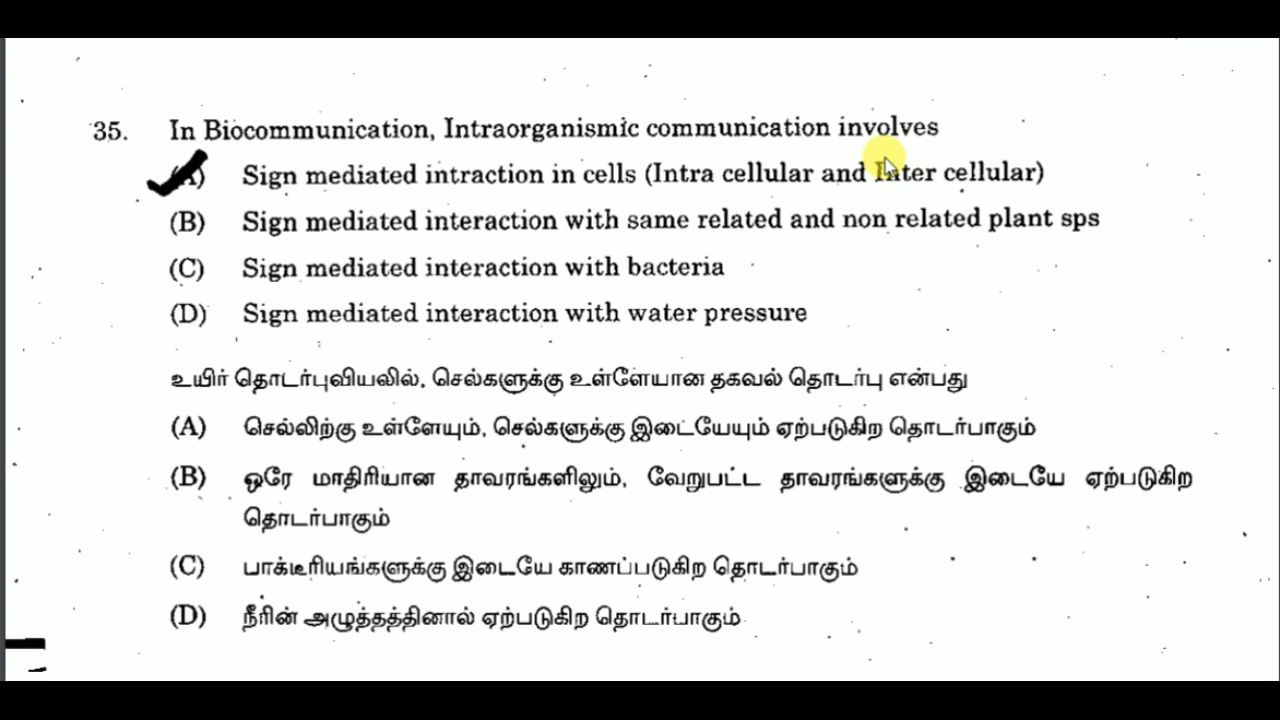 35. In Biocommunication, Intraorganismic communication involves
(A) Sign mediated intraction in cells (Intra cellular and Inter cellular)
(B) Sign mediated interaction with same related and non related plant sps
(C) Sign mediated interaction with bacteria
(D) Sign mediated interaction with water pressure
உயிர் தொடர்புவியலில், செல்களுக்கு உள்ளேயான தகவல் தொடர்பு என்பது
(A) செல்லிற்கு உள்ளேயும், செல்களுக்கு இடையேயும் ஏற்படுகிற தொடர்பாகும்
(B) ஒரே மாதிரியான தாவரங்களிலும், வேறுபட்ட தாவரங்களுக்கு இடையே ஏற்படுகிற
தொடர்பாகும்
(C) பாக்டீரியங்களுக்கு இடையே காணப்படுகிற தொடர்பாகும்
(D) நீரின் அழுத்தத்தினால் ஏற்படுகிற தொடர்பாகும்